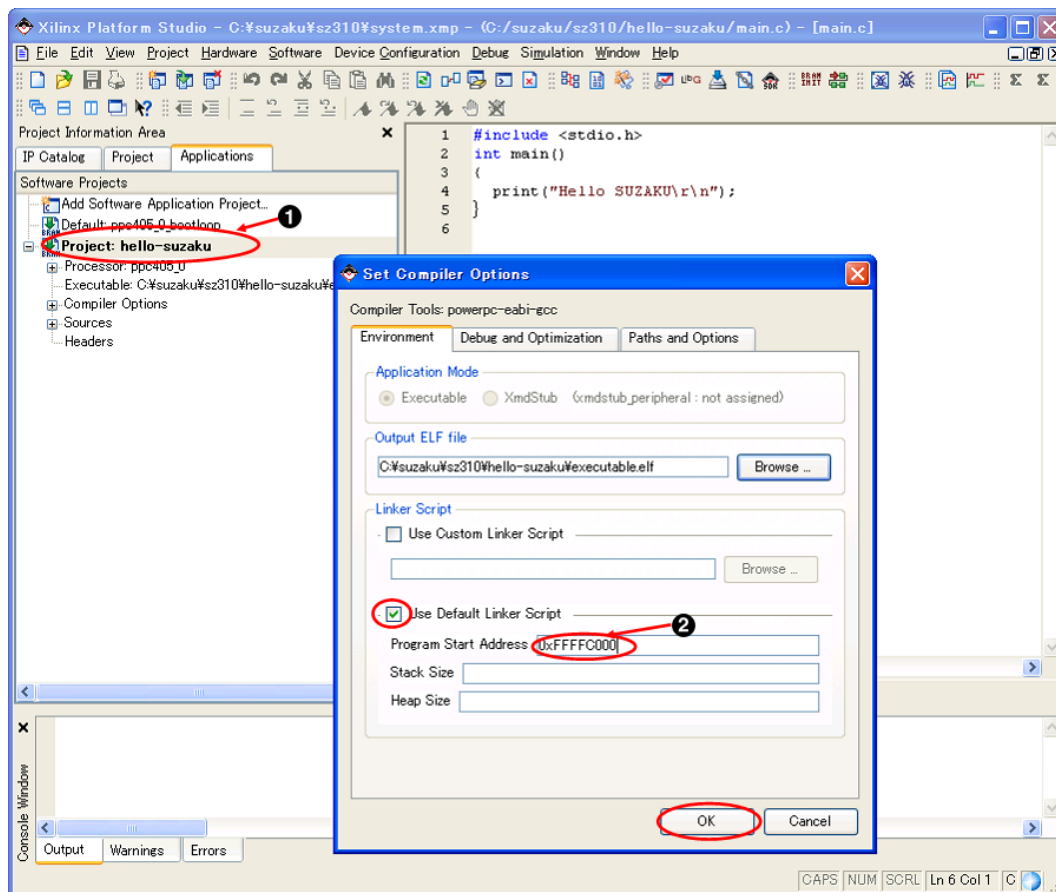 Xilinx Platform Studio - C:¥suzaku¥sz310¥system.xmp - (C:/suzaku/sz310/hello-suzaku/main.c) - [main.c]
File Edit View Project Hardware Software Device Configuration Debug Simulation Window Help
Project Information Area
IP Catalog Project Applications
Software Projects
Add Software Application Project...
Default: ppc405_0_bootloop
Project: hello-suzaku
Processor: ppc405_0
Executable: C:¥suzaku¥sz310¥hello-suzaku¥e
Compiler Options
Sources
Headers
1
1 #include <stdio.h>
2 int main()
3 {
4 print("Hello SUZAKU\r\n");
5 }
6
Set Compiler Options
Compiler Tools: powerpc-eabi-gcc
Environment Debug and Optimization Paths and Options
Application Mode
Executable XmdStub (xmdstub_peripheral : not assigned)
Output ELF file
C:¥suzaku¥sz310¥hello-suzaku¥executable.elf Browse ...
Linker Script
Use Custom Linker Script
Browse ...
Use Default Linker Script
2
Program Start Address 0xFFFFC000
Stack Size
Heap Size
OK Cancel
Console Window
Output Warnings Errors
CAPS NUM SCRL Ln 6 Col 1 C